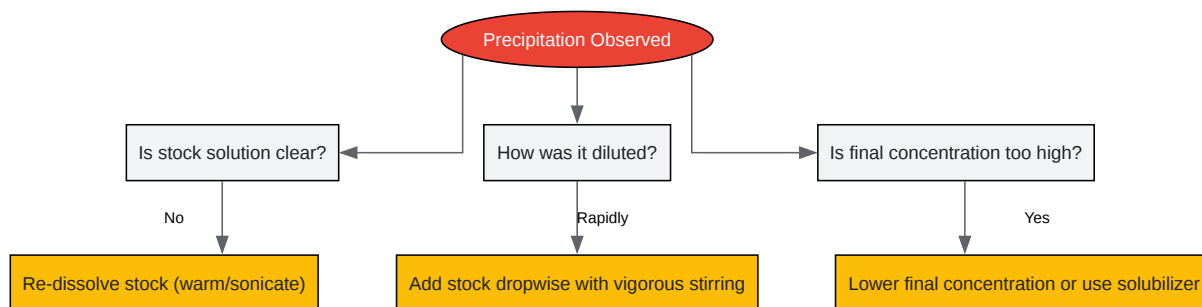 Precipitation Observed
Is stock solution clear?
How was it diluted?
Is final concentration too high?
No
Rapidly
Yes
Re-dissolve stock (warm/sonicate)
Add stock dropwise with vigorous stirring
Lower final concentration or use solubilizer